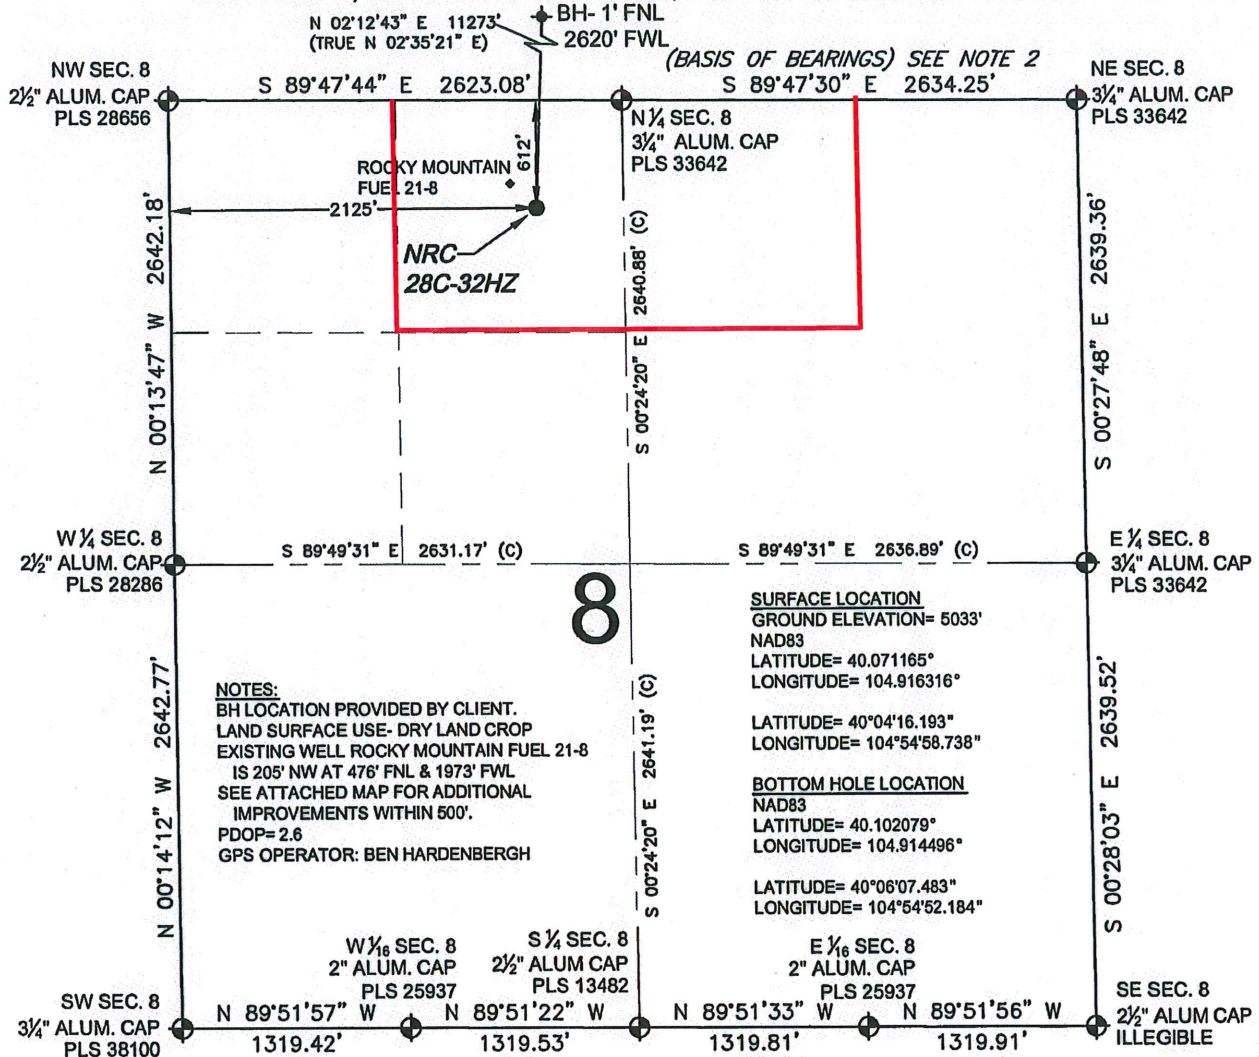 N 02°12'43" E 11273'
(TRUE N 02°35'21" E)
BH- 1' FNL
2620' FWL
(BASIS OF BEARINGS) SEE NOTE 2
NW SEC. 8
2½" ALUM. CAP
PLS 28656
S 89°47'44" E 2623.08'
S 89°47'30" E 2634.25'
NE SEC. 8
3¼" ALUM. CAP
PLS 33642
N ¼ SEC. 8
3¼" ALUM. CAP
PLS 33642
612'
ROCKY MOUNTAIN
FUEL 21-8
2125'
NRC
28C-32HZ
N 00°13'47" W 2642.18'
S 00°24'20" E 2640.88' (C)
S 00°27'48" E 2639.36'
W ¼ SEC. 8
2½" ALUM. CAP
PLS 28286
S 89°49'31" E 2631.17' (C)
S 89°49'31" E 2636.89' (C)
E ¼ SEC. 8
3¼" ALUM. CAP
PLS 33642
8
SURFACE LOCATION
GROUND ELEVATION= 5033'
NAD83
LATITUDE= 40.071165°
LONGITUDE= 104.916316°
LATITUDE= 40°04'16.193"
LONGITUDE= 104°54'58.738"
BOTTOM HOLE LOCATION
NAD83
LATITUDE= 40.102079°
LONGITUDE= 104.914496°
LATITUDE= 40°06'07.483"
LONGITUDE= 104°54'52.184"
NOTES:
BH LOCATION PROVIDED BY CLIENT.
LAND SURFACE USE- DRY LAND CROP
EXISTING WELL ROCKY MOUNTAIN FUEL 21-8
IS 205' NW AT 476' FNL & 1973' FWL
SEE ATTACHED MAP FOR ADDITIONAL
IMPROVEMENTS WITHIN 500'.
PDOP= 2.6
GPS OPERATOR: BEN HARDENBERGH
N 00°14'12" W 2642.77'
S 00°24'20" E 2641.19' (C)
S 00°28'03" E 2639.52'
W 1/16 SEC. 8
2" ALUM. CAP
PLS 25937
S ¼ SEC. 8
2½" ALUM CAP
PLS 13482
E 1/16 SEC. 8
2" ALUM. CAP
PLS 25937
SW SEC. 8
3¼" ALUM. CAP
PLS 38100
N 89°51'57" W
1319.42'
N 89°51'22" W
1319.53'
N 89°51'33" W
1319.81'
N 89°51'56" W
1319.91'
SE SEC. 8
2½" ALUM CAP
ILLEGIBLE